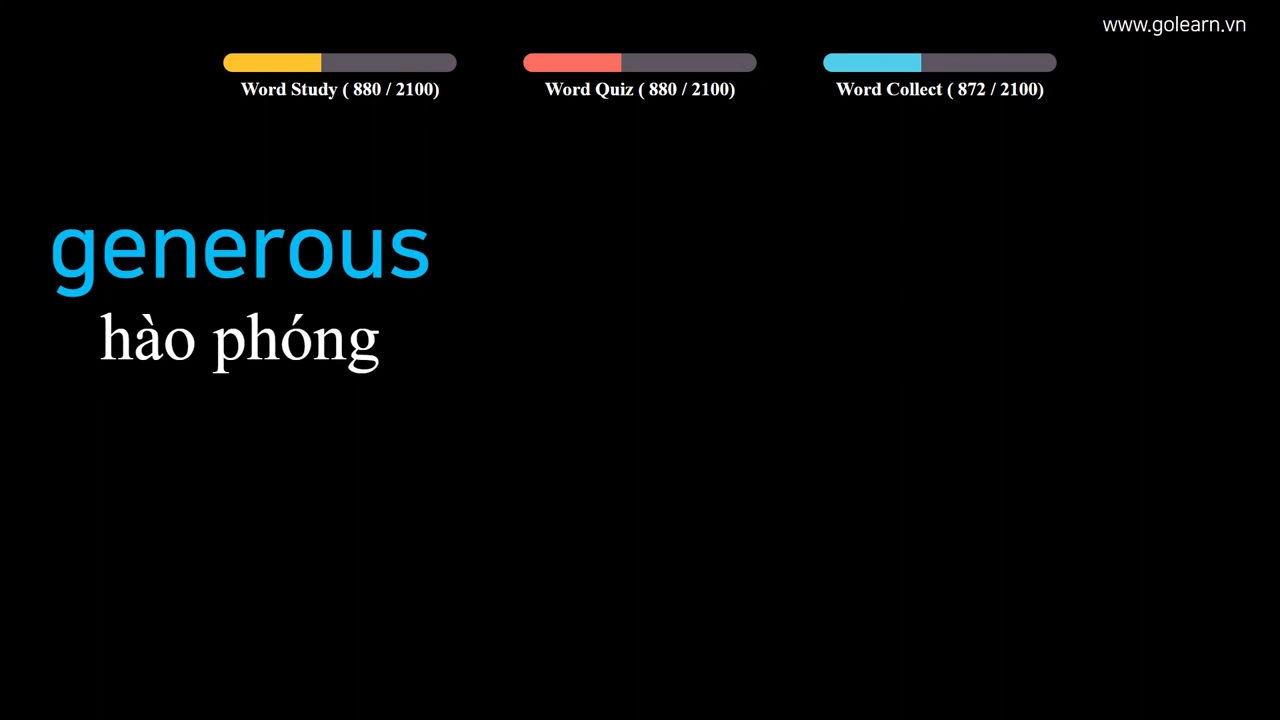 www.golearn.vn
Word Study ( 880 / 2100)
Word Quiz ( 880 / 2100)
Word Collect ( 872 / 2100)
generous
hào phóng